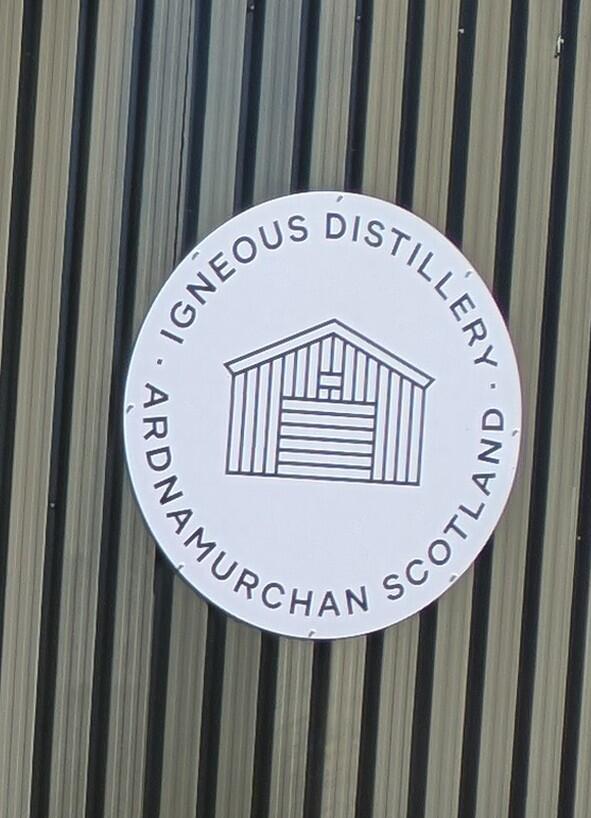 IGNEOUS DISTILLERY
· ARDNAMURCHAN SCOTLAND ·